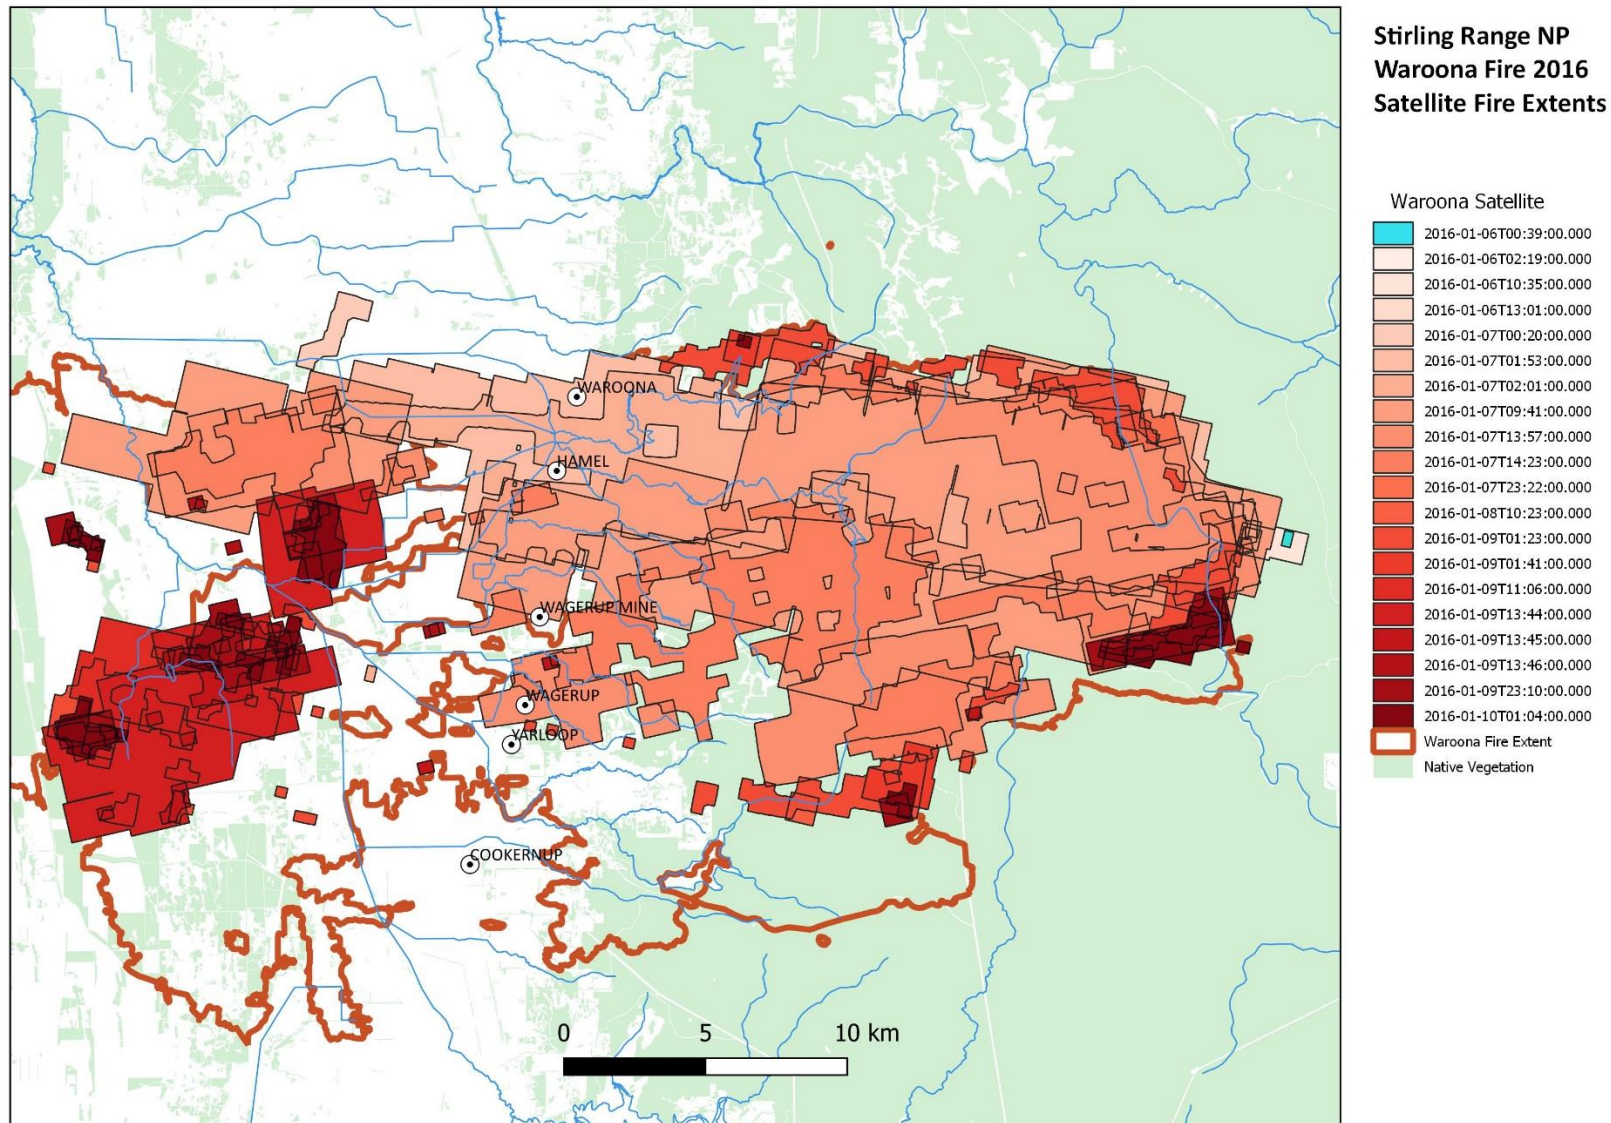 Stirling Range NP
Waroona Fire 2016
Satellite Fire Extents
Waroona Satellite
2016-01-06T00:39:00.000
2016-01-06T02:19:00.000
2016-01-06T10:35:00.000
2016-01-06T13:01:00.000
2016-01-07T00:20:00.000
2016-01-07T01:53:00.000
2016-01-07T02:01:00.000
2016-01-07T09:41:00.000
2016-01-07T13:57:00.000
2016-01-07T14:23:00.000
2016-01-07T23:22:00.000
2016-01-08T10:23:00.000
2016-01-09T01:23:00.000
2016-01-09T01:41:00.000
2016-01-09T11:06:00.000
2016-01-09T13:44:00.000
2016-01-09T13:45:00.000
2016-01-09T13:46:00.000
2016-01-09T23:10:00.000
2016-01-10T01:04:00.000
Waroona Fire Extent
Native Vegetation
WAROONA
HAMEL
WAGERUP MINE
WAGERUP
YARLOOP
COOKERNUP
0 5 10 km